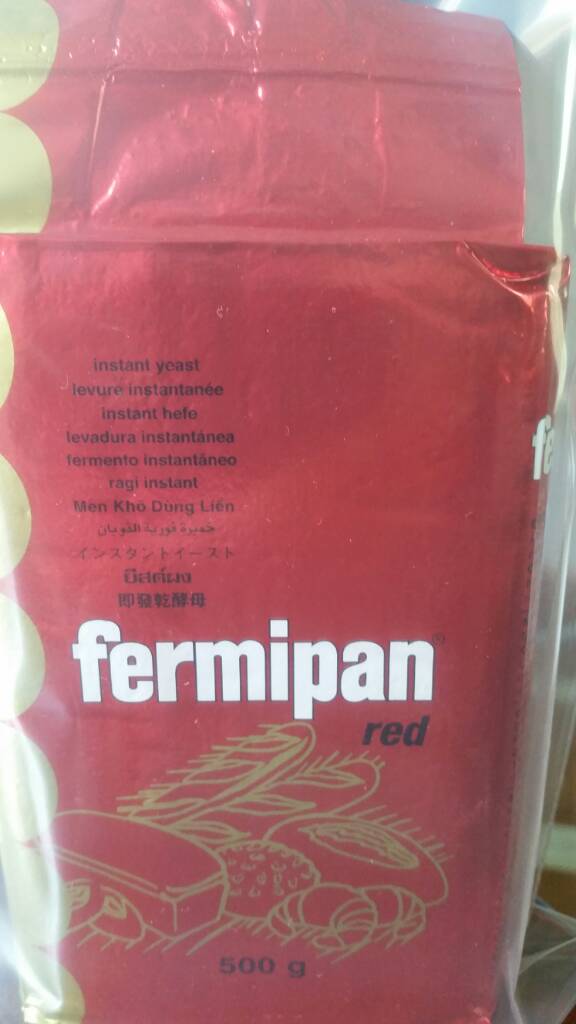 instant yeast
levure instantanée
instant hefe
levadura instantánea
fermento instantâneo
ragi instant
Men Khô Dùng Liền
خميرة فورية الذوبان
インスタントイースト
ยีสต์ผง
即發乾酵母
fermipan®
red
500 g
fe